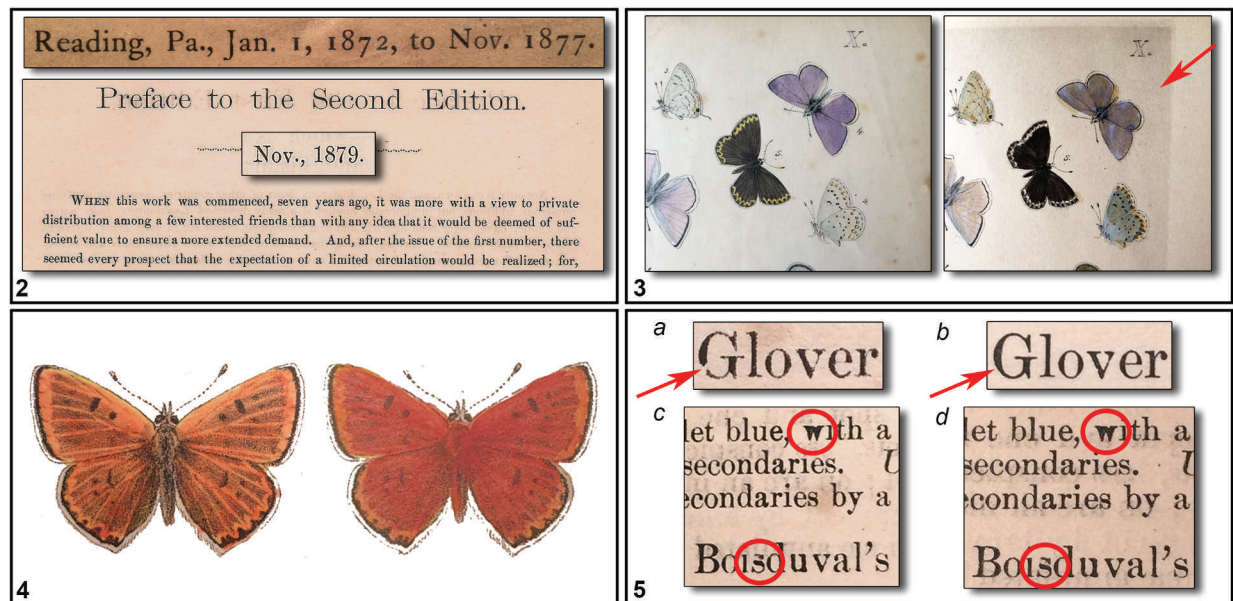 Reading, Pa., Jan. 1, 1872, to Nov. 1877.
Preface to the Second Edition.
Nov., 1879.
WHEN this work was commenced, seven years ago, it was more with a view to private
distribution among a few interested friends than with any idea that it would be deemed of suf-
ficient value to ensure a more extended demand. And, after the issue of the first number, there
seemed every prospect that the expectation of a limited circulation would be realized; for,
2
X.
5.
4.
4.
X.
5.
3
4
a
Glover
b
Glover
c
let blue, with a
secondaries. U
econdaries by a
Boisduval's
d
let blue, with a
secondaries. U
econdaries by a
Boisduval's
5